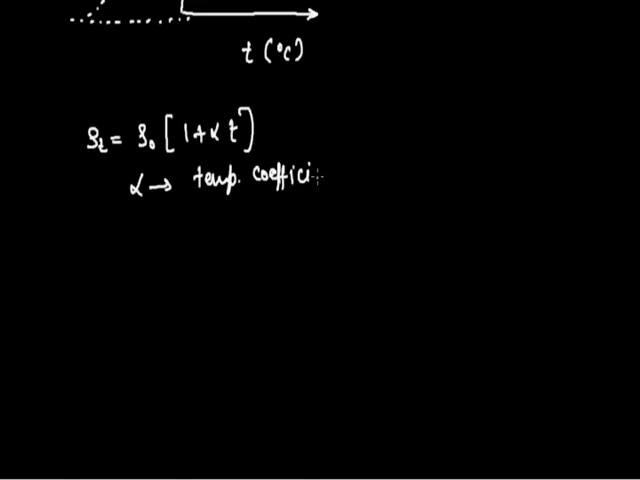 t (°c)
ρt = ρ₀ [1+α t]
α → temp. coeffici